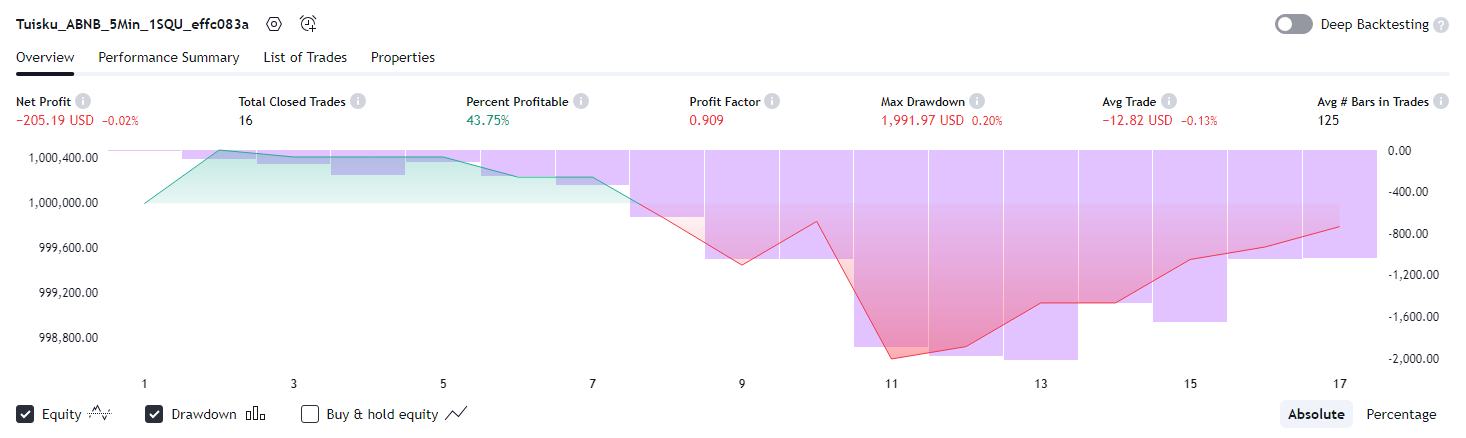 Tuisku_ABNB_5Min_1SQU_effc083a
Deep Backtesting ?
Overview Performance Summary List of Trades Properties
Net Profit i Total Closed Trades i Percent Profitable i Profit Factor i Max Drawdown i Avg Trade i Avg # Bars in Trades i
−205.19 USD −0.02% 16 43.75% 0.909 1,991.97 USD 0.20% −12.82 USD −0.13% 125
1,000,400.00 0.00
1,000,000.00 -400.00
999,600.00 -800.00
999,200.00 -1,200.00
998,800.00 -1,600.00
-2,000.00
1 3 5 7 9 11 13 15 17
Equity Drawdown Buy & hold equity Absolute Percentage